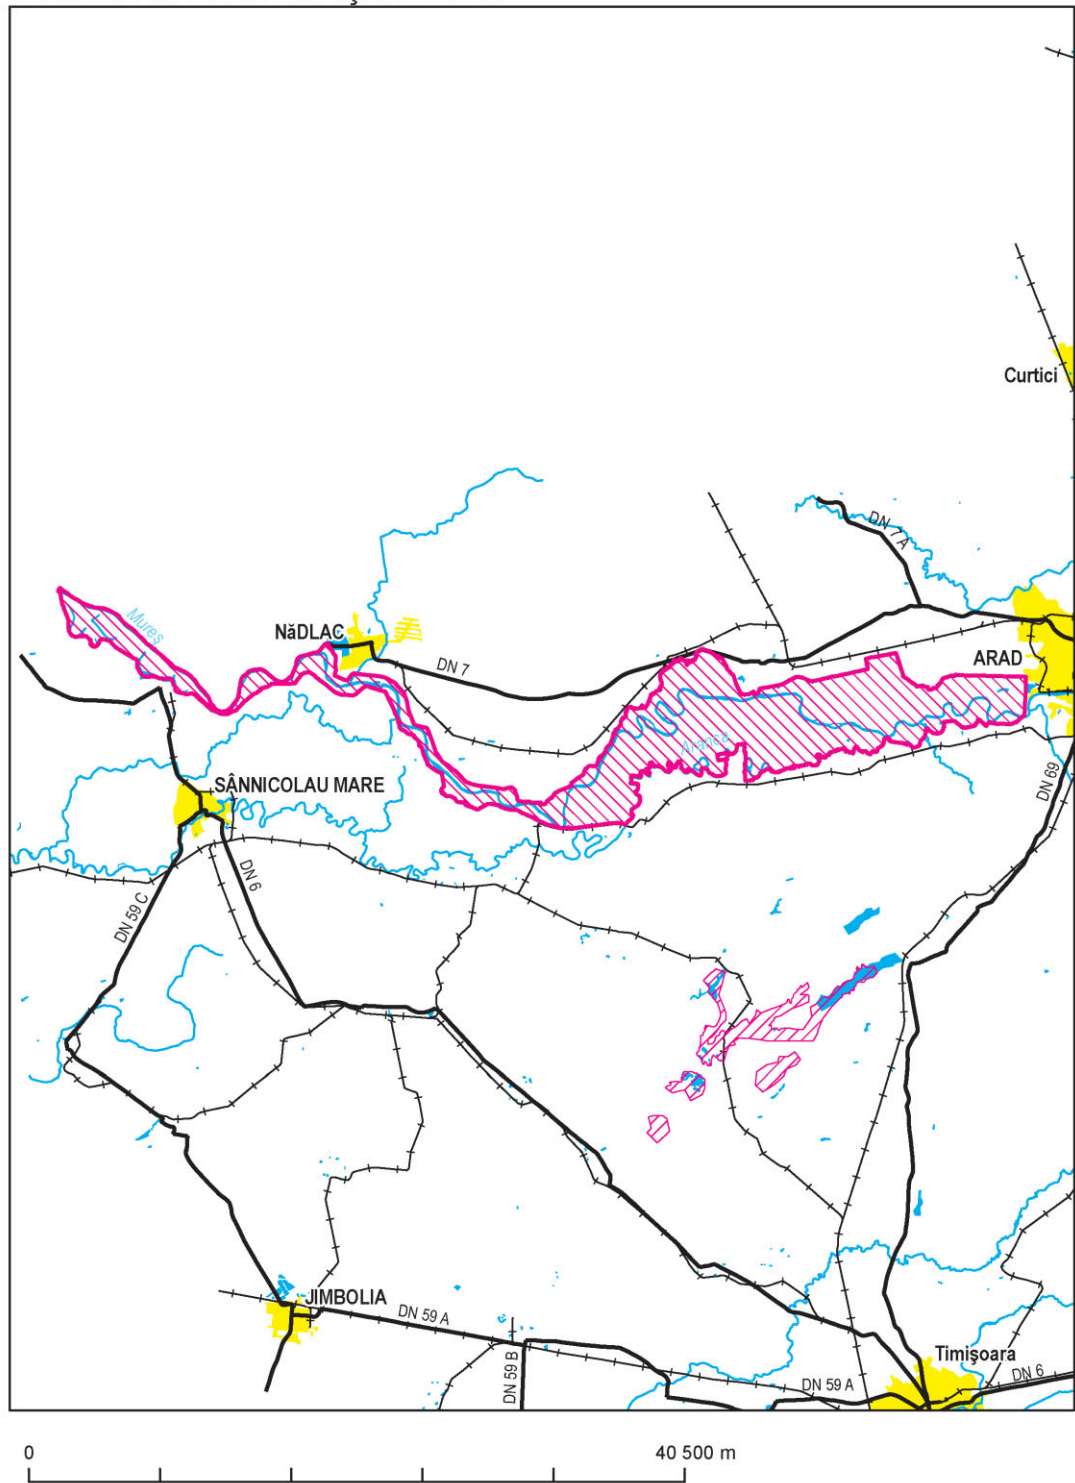 Curtici
DN 7 A
Mureş
NăDLAC
DN 7
ARAD
Aranca
SÂNNICOLAU MARE
DN 69
DN 6
DN 59 C
JIMBOLIA
DN 59 A
Timişoara
DN 59 B
DN 59 A
DN 6
0 40 500 m